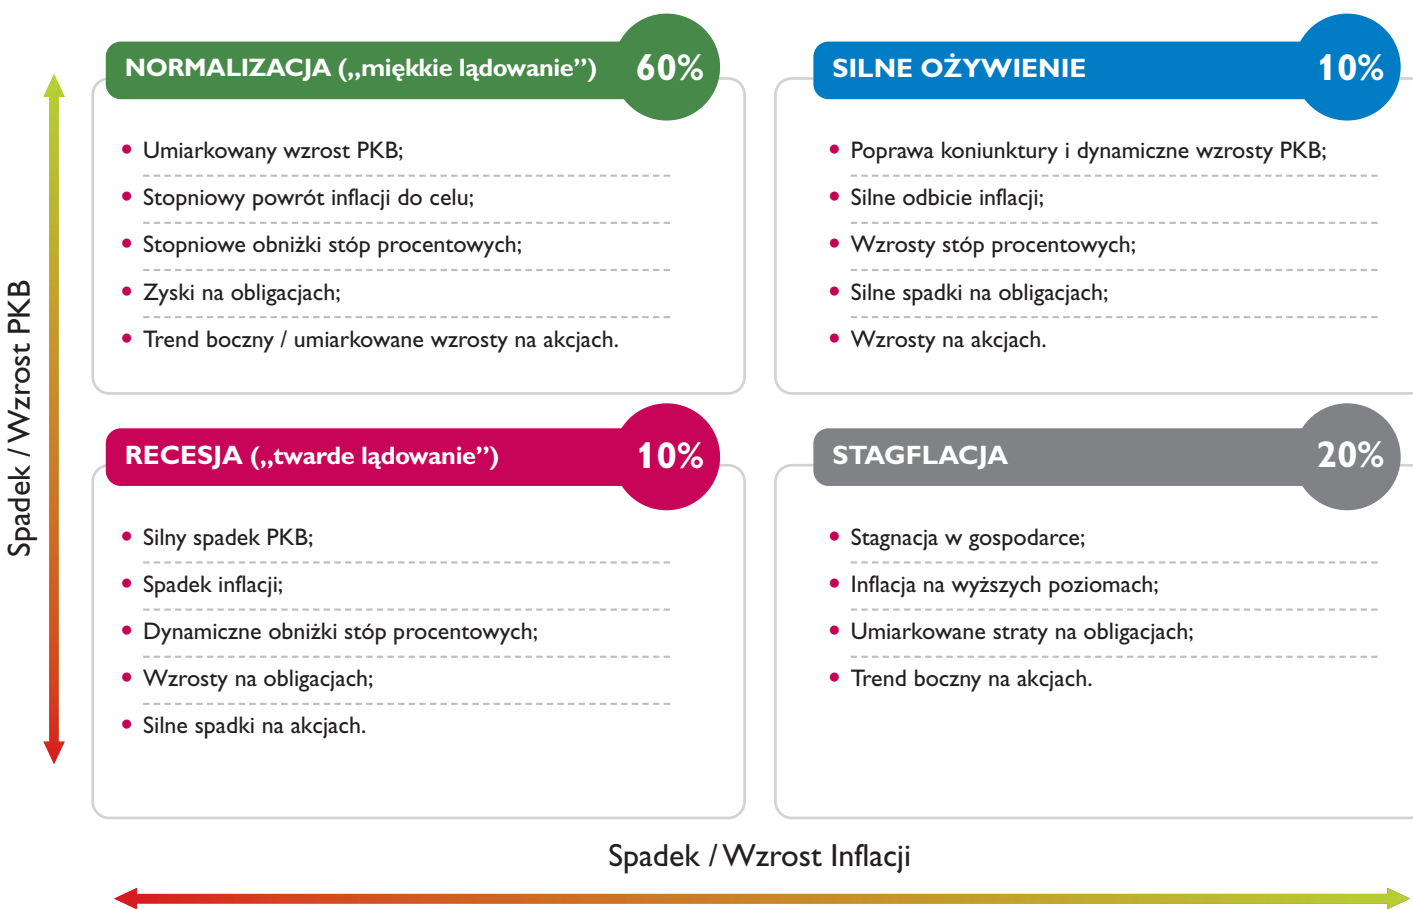 NORMALIZACJA („miękkie lądowanie”) 60%
Umiarkowany wzrost PKB;
Stopniowy powrót inflacji do celu;
Stopniowe obniżki stóp procentowych;
Zyski na obligacjach;
Trend boczny / umiarkowane wzrosty na akcjach.
SILNE OŻYWIENIE 10%
Poprawa koniunktury i dynamiczne wzrosty PKB;
Silne odbicie inflacji;
Wzrosty stóp procentowych;
Silne spadki na obligacjach;
Wzrosty na akcjach.
Spadek / Wzrost PKB
RECESJA („twarde lądowanie”) 10%
Silny spadek PKB;
Spadek inflacji;
Dynamiczne obniżki stóp procentowych;
Wzrosty na obligacjach;
Silne spadki na akcjach.
STAGFLACJA 20%
Stagnacja w gospodarce;
Inflacja na wyższych poziomach;
Umiarkowane straty na obligacjach;
Trend boczny na akcjach.
Spadek / Wzrost Inflacji